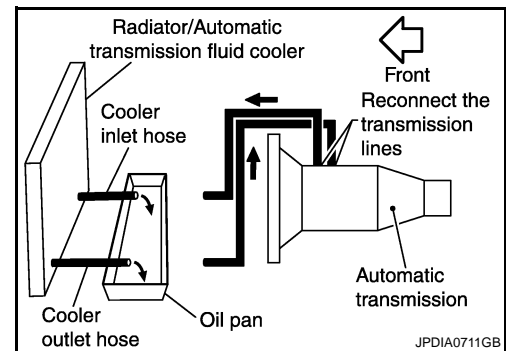 Radiator/Automatic
transmission fluid cooler
Front
Cooler
inlet hose
Reconnect the
transmission
lines
Automatic
transmission
Cooler
outlet hose
Oil pan
JPDIA0711GB